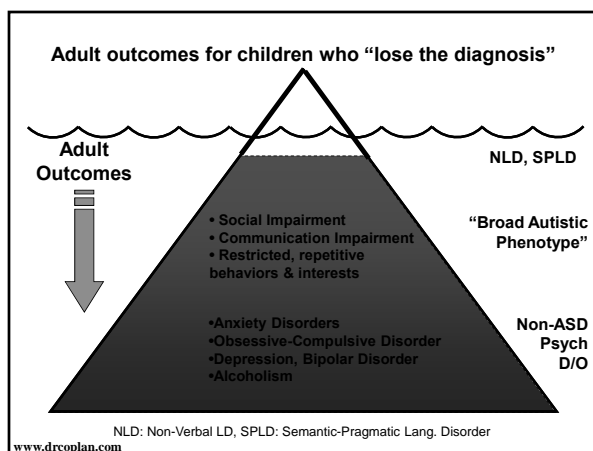 Adult outcomes for children who “lose the diagnosis”
Adult
Outcomes
NLD, SPLD
• Social Impairment
• Communication Impairment
• Restricted, repetitive
behaviors & interests
“Broad Autistic
Phenotype”
•Anxiety Disorders
•Obsessive-Compulsive Disorder
•Depression, Bipolar Disorder
•Alcoholism
Non-ASD
Psych
D/O
NLD: Non-Verbal LD, SPLD: Semantic-Pragmatic Lang. Disorder
www.drcoplan.com